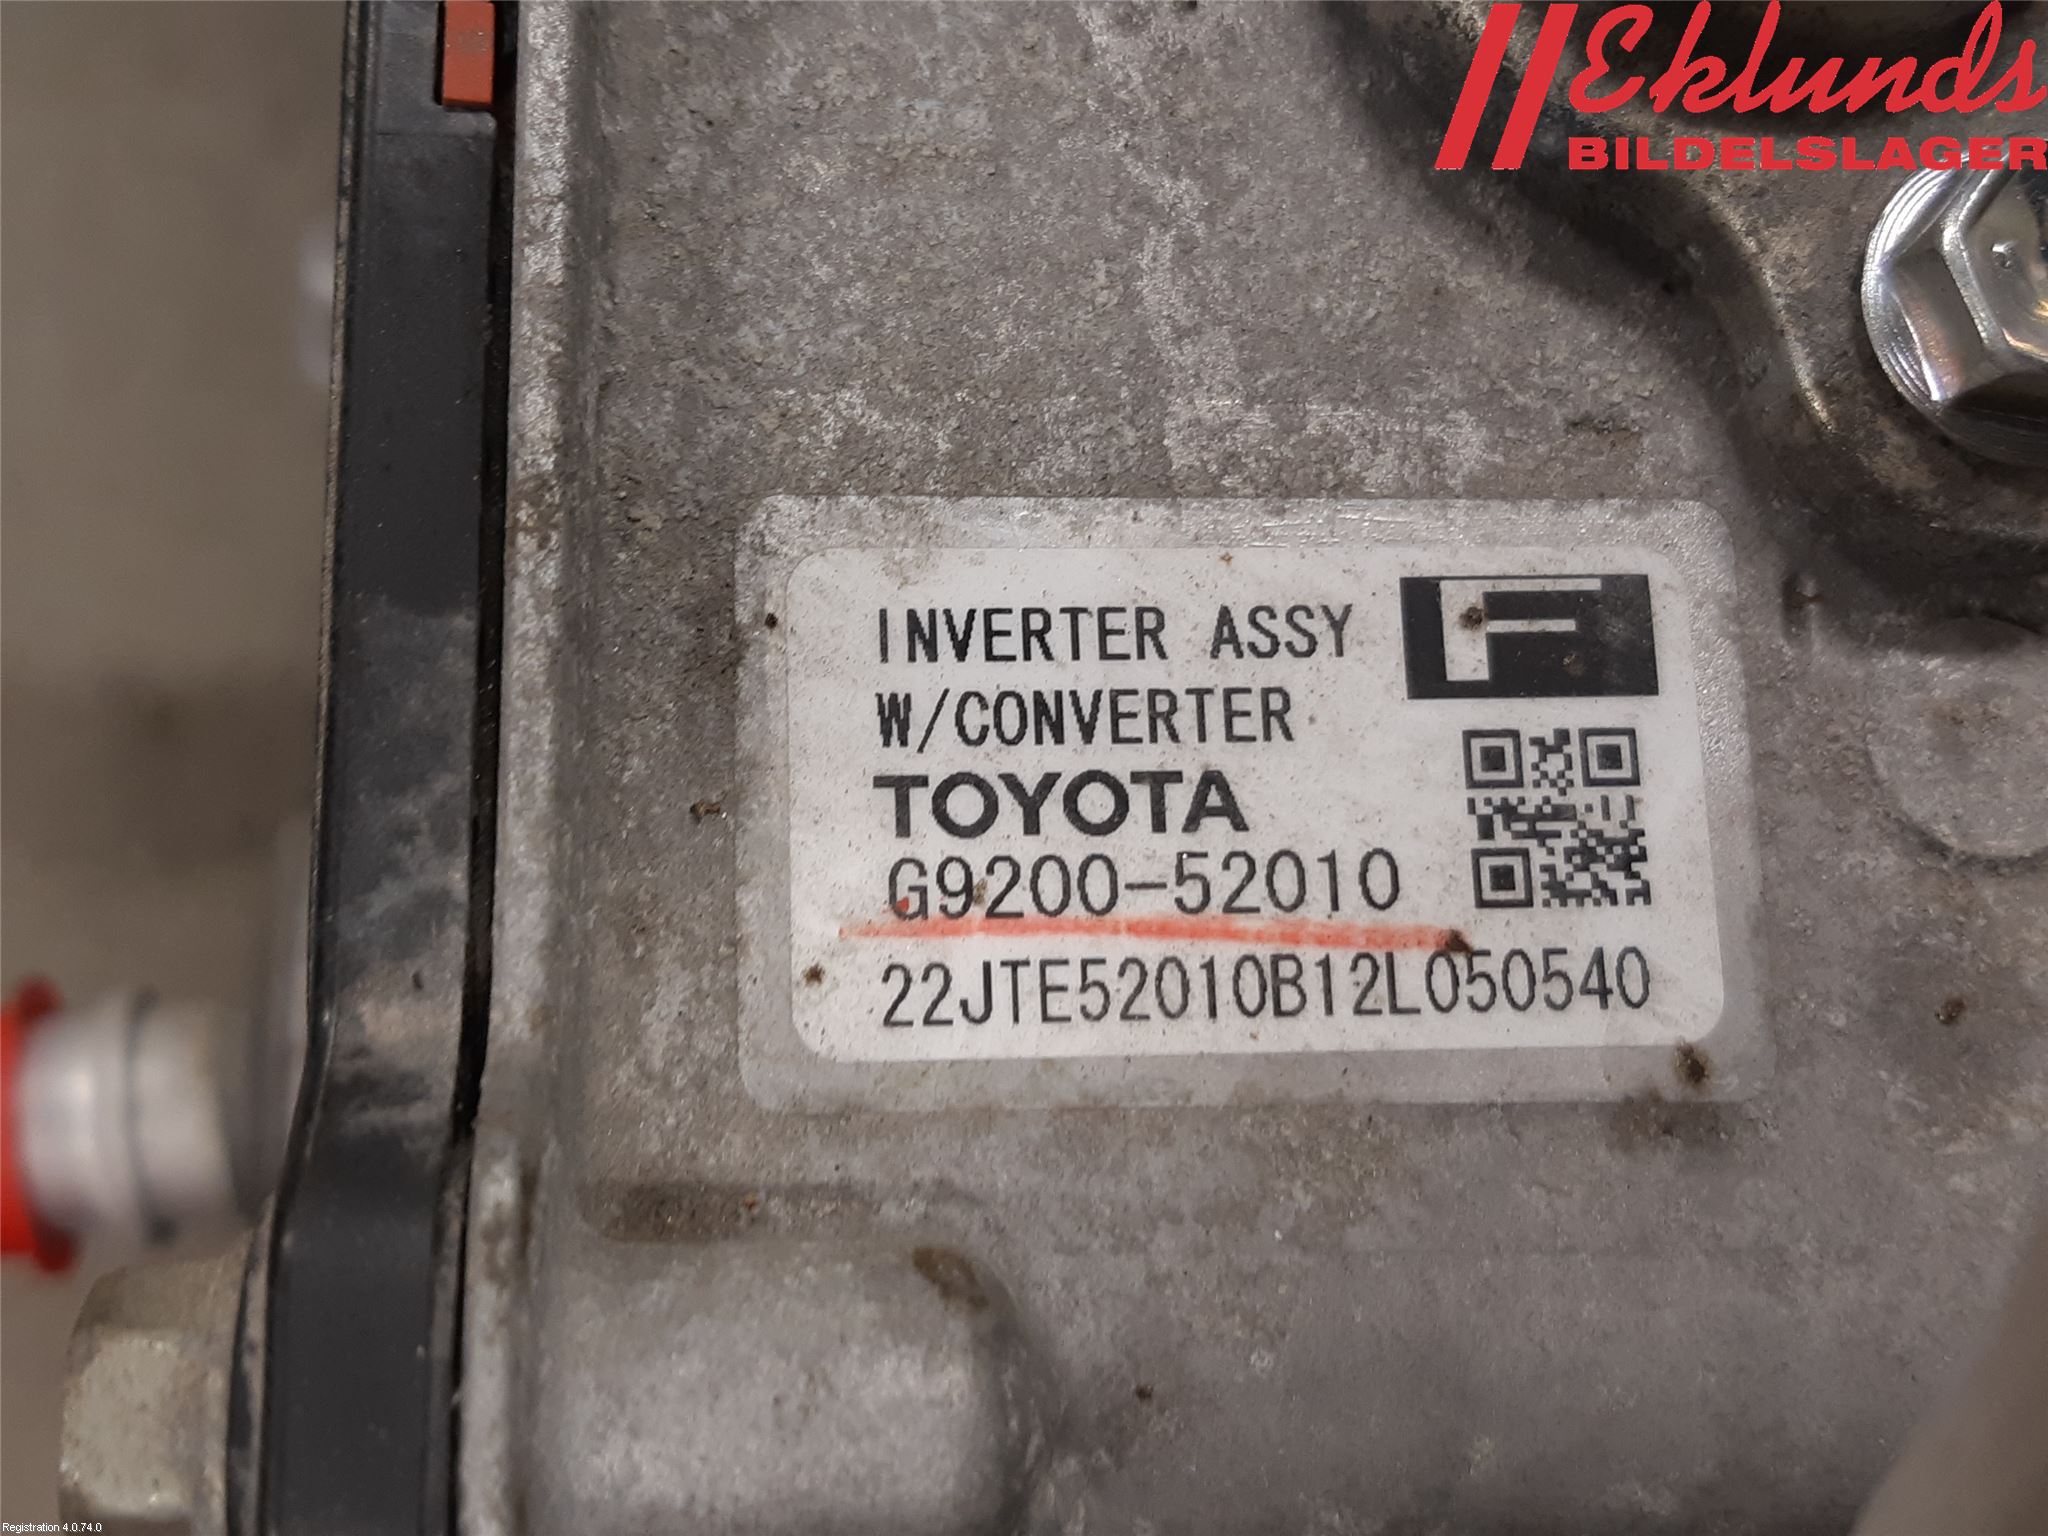 Eklunds
BILDELSLAGER
INVERTER ASSY F
W/CONVERTER
TOYOTA
G9200-52010
22JTE52010B12L050540
Registration 4.0.74.0